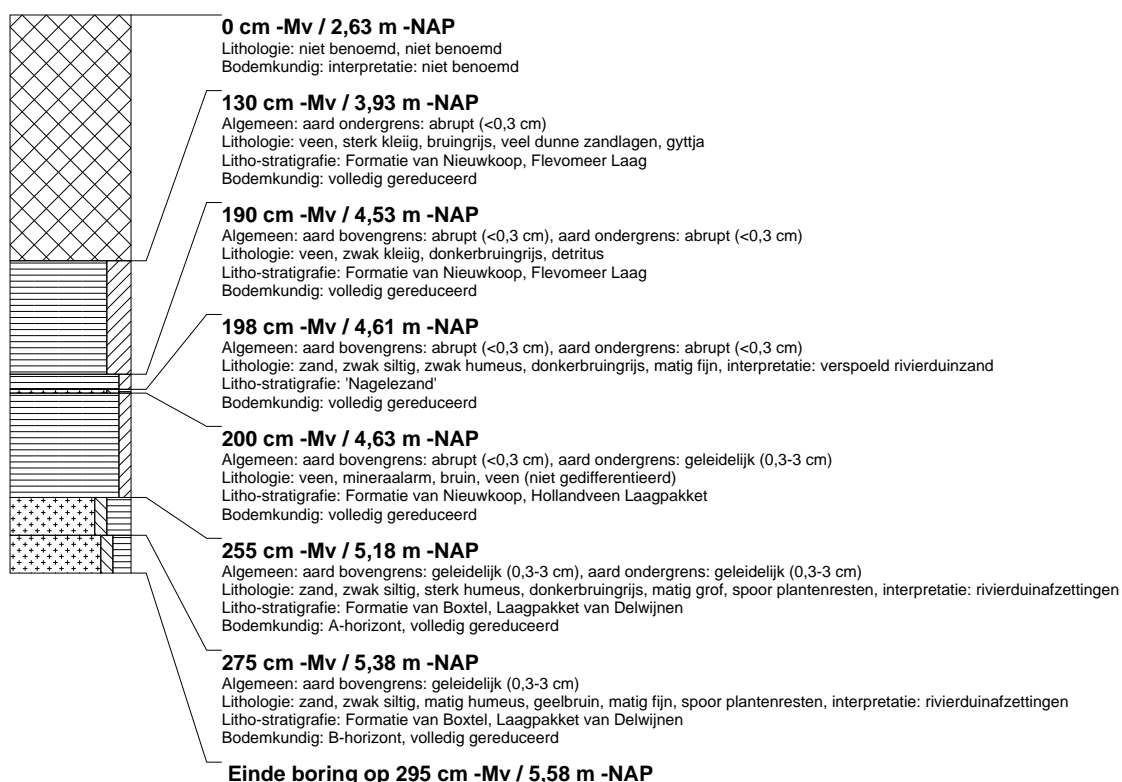 0 cm -Mv / 2,63 m -NAP
Lithologie: niet benoemd, niet benoemd
Bodemkundig: interpretatie: niet benoemd
130 cm -Mv / 3,93 m -NAP
Algemeen: aard ondergrens: abrupt (<0,3 cm)
Lithologie: veen, sterk kleiig, bruingrijs, veel dunne zandlagen, gyttja
Litho-stratigrafie: Formatie van Nieuwkoop, Flevomeer Laag
Bodemkundig: volledig gereduceerd
190 cm -Mv / 4,53 m -NAP
Algemeen: aard bovengrens: abrupt (<0,3 cm), aard ondergrens: abrupt (<0,3 cm)
Lithologie: veen, zwak kleiig, donkerbruingrijs, detritus
Litho-stratigrafie: Formatie van Nieuwkoop, Flevomeer Laag
Bodemkundig: volledig gereduceerd
198 cm -Mv / 4,61 m -NAP
Algemeen: aard bovengrens: abrupt (<0,3 cm), aard ondergrens: abrupt (<0,3 cm)
Lithologie: zand, zwak siltig, zwak humeus, donkerbruingrijs, matig fijn, interpretatie: verspoeld rivierduinzand
Litho-stratigrafie: 'Nagelezand'
Bodemkundig: volledig gereduceerd
200 cm -Mv / 4,63 m -NAP
Algemeen: aard bovengrens: abrupt (<0,3 cm), aard ondergrens: geleidelijk (0,3-3 cm)
Lithologie: veen, mineraalarm, bruin, veen (niet gedifferentieerd)
Litho-stratigrafie: Formatie van Nieuwkoop, Hollandveen Laagpakket
Bodemkundig: volledig gereduceerd
255 cm -Mv / 5,18 m -NAP
Algemeen: aard bovengrens: geleidelijk (0,3-3 cm), aard ondergrens: geleidelijk (0,3-3 cm)
Lithologie: zand, zwak siltig, sterk humeus, donkerbruingrijs, matig grof, spoor plantenresten, interpretatie: rivierduinafzettingen
Litho-stratigrafie: Formatie van Boxtel, Laagpakket van Delwijnen
Bodemkundig: A-horizont, volledig gereduceerd
275 cm -Mv / 5,38 m -NAP
Algemeen: aard bovengrens: geleidelijk (0,3-3 cm)
Lithologie: zand, zwak siltig, matig humeus, geelbruin, matig fijn, spoor plantenresten, interpretatie: rivierduinafzettingen
Litho-stratigrafie: Formatie van Boxtel, Laagpakket van Delwijnen
Bodemkundig: B-horizont, volledig gereduceerd
Einde boring op 295 cm -Mv / 5,58 m -NAP